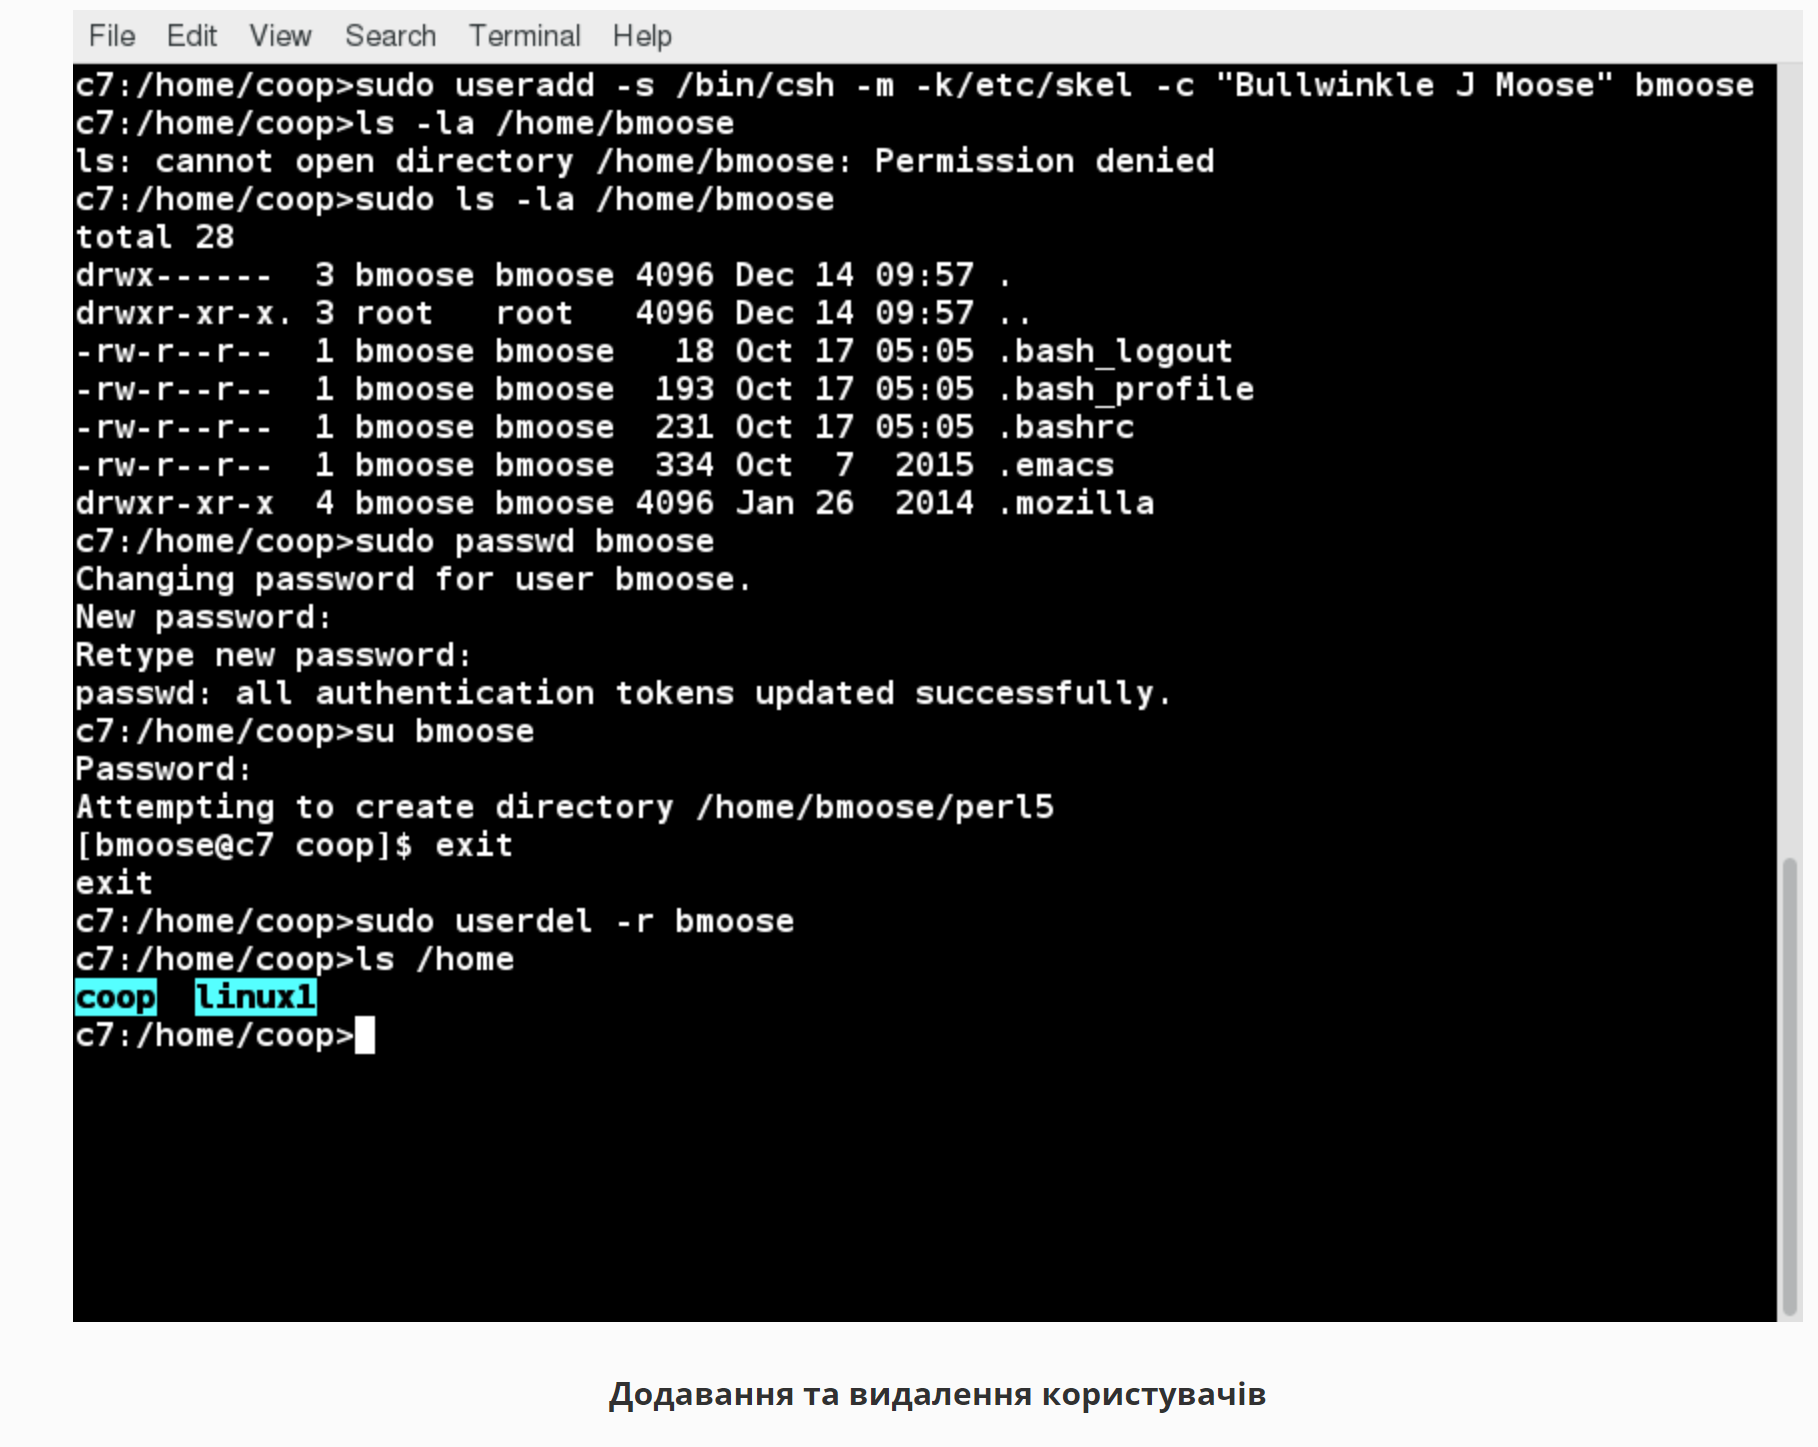 File Edit View Search Terminal Help
c7:/home/coop>sudo useradd -s /bin/csh -m -k/etc/skel -c "Bullwinkle J Moose" bmoose
c7:/home/coop>ls -la /home/bmoose
ls: cannot open directory /home/bmoose: Permission denied
c7:/home/coop>sudo ls -la /home/bmoose
total 28
drwx------  3 bmoose bmoose 4096 Dec 14 09:57 .
drwxr-xr-x. 3 root   root   4096 Dec 14 09:57 ..
-rw-r--r--  1 bmoose bmoose   18 Oct 17 05:05 .bash_logout
-rw-r--r--  1 bmoose bmoose  193 Oct 17 05:05 .bash_profile
-rw-r--r--  1 bmoose bmoose  231 Oct 17 05:05 .bashrc
-rw-r--r--  1 bmoose bmoose  334 Oct  7  2015 .emacs
drwxr-xr-x  4 bmoose bmoose 4096 Jan 26  2014 .mozilla
c7:/home/coop>sudo passwd bmoose
Changing password for user bmoose.
New password:
Retype new password:
passwd: all authentication tokens updated successfully.
c7:/home/coop>su bmoose
Password:
Attempting to create directory /home/bmoose/perl5
[bmoose@c7 coop]$ exit
exit
c7:/home/coop>sudo userdel -r bmoose
c7:/home/coop>ls /home
coop  linux1
c7:/home/coop>
Додавання та видалення користувачів